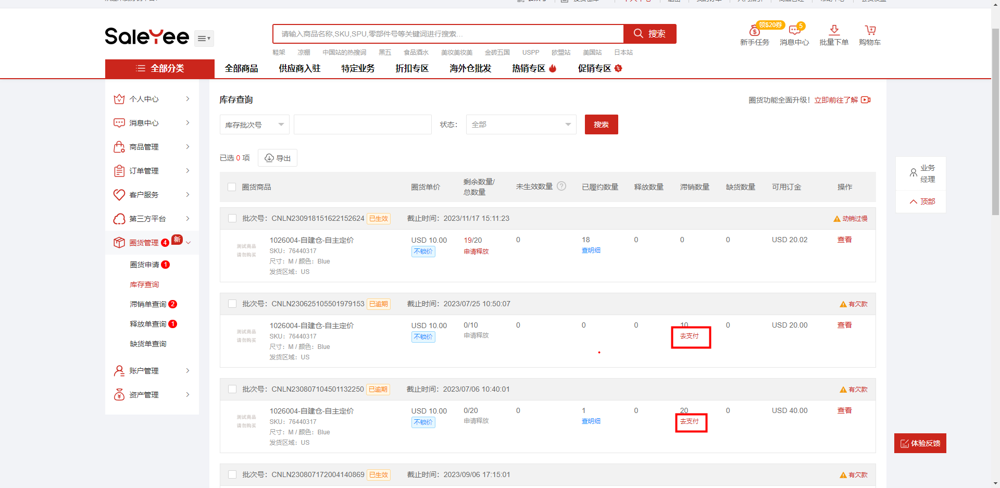 SaleYee
请输入商品名称,SKU,SPU,零部件号等关键词进行搜索...
搜索
领$20券
新手任务
5
消息中心
批量下单
购物车
鞋架 凉棚 中国站的热搜词 黑五 食品酒水 美妆美妆美 金砖五国 USPP 欧盟站 美国站 日本站
全部分类 全部商品 供应商入驻 特定业务 折扣专区 海外仓批发 热销专区 促销专区
个人中心
消息中心
商品管理
订单管理
客户服务
第三方平台
圈货管理 4 新
圈货申请 1
库存查询
滞销单查询 2
释放单查询 1
缺货单查询
账户管理
资产管理
库存查询
圈货功能全面升级! 立即前往了解
库存批次号 状态: 全部 搜索
已选 0 项 导出
圈货商品 圈货单价 剩余数量/总数量 未生效数量 ? 已履约数量 释放数量 滞销数量 缺货数量 可用订金 操作
批次号: CNLN230918151622152624 已生效 截止时间: 2023/11/17 15:11:23 动销过慢
测试商品
请勿购买
1026004-自建仓-自主定价 USD 10.00 19/20 0 18 0 0 0 USD 20.02 查看
SKU: 76440317 不锁价 申请释放 查明细
尺寸: M / 颜色: Blue
发货区域: US
批次号: CNLN230625105501979153 已逾期 截止时间: 2023/07/25 10:50:07 有欠款
测试商品
请勿购买
1026004-自建仓-自主定价 USD 10.00 0/10 0 0 0 10 0 USD 20.00 查看
SKU: 76440317 不锁价 申请释放 去支付
尺寸: M / 颜色: Blue
发货区域: US
批次号: CNLN230807104501132250 已逾期 截止时间: 2023/07/06 10:40:01 有欠款
测试商品
请勿购买
1026004-自建仓-自主定价 USD 10.00 0/20 0 1 0 20 0 USD 40.00 查看
SKU: 76440317 不锁价 申请释放 查明细 去支付
尺寸: M / 颜色: Blue
发货区域: US
批次号: CNLN230807172004140869 已生效 截止时间: 2023/09/06 17:15:01 有欠款
业务
经理
顶部
体验反馈